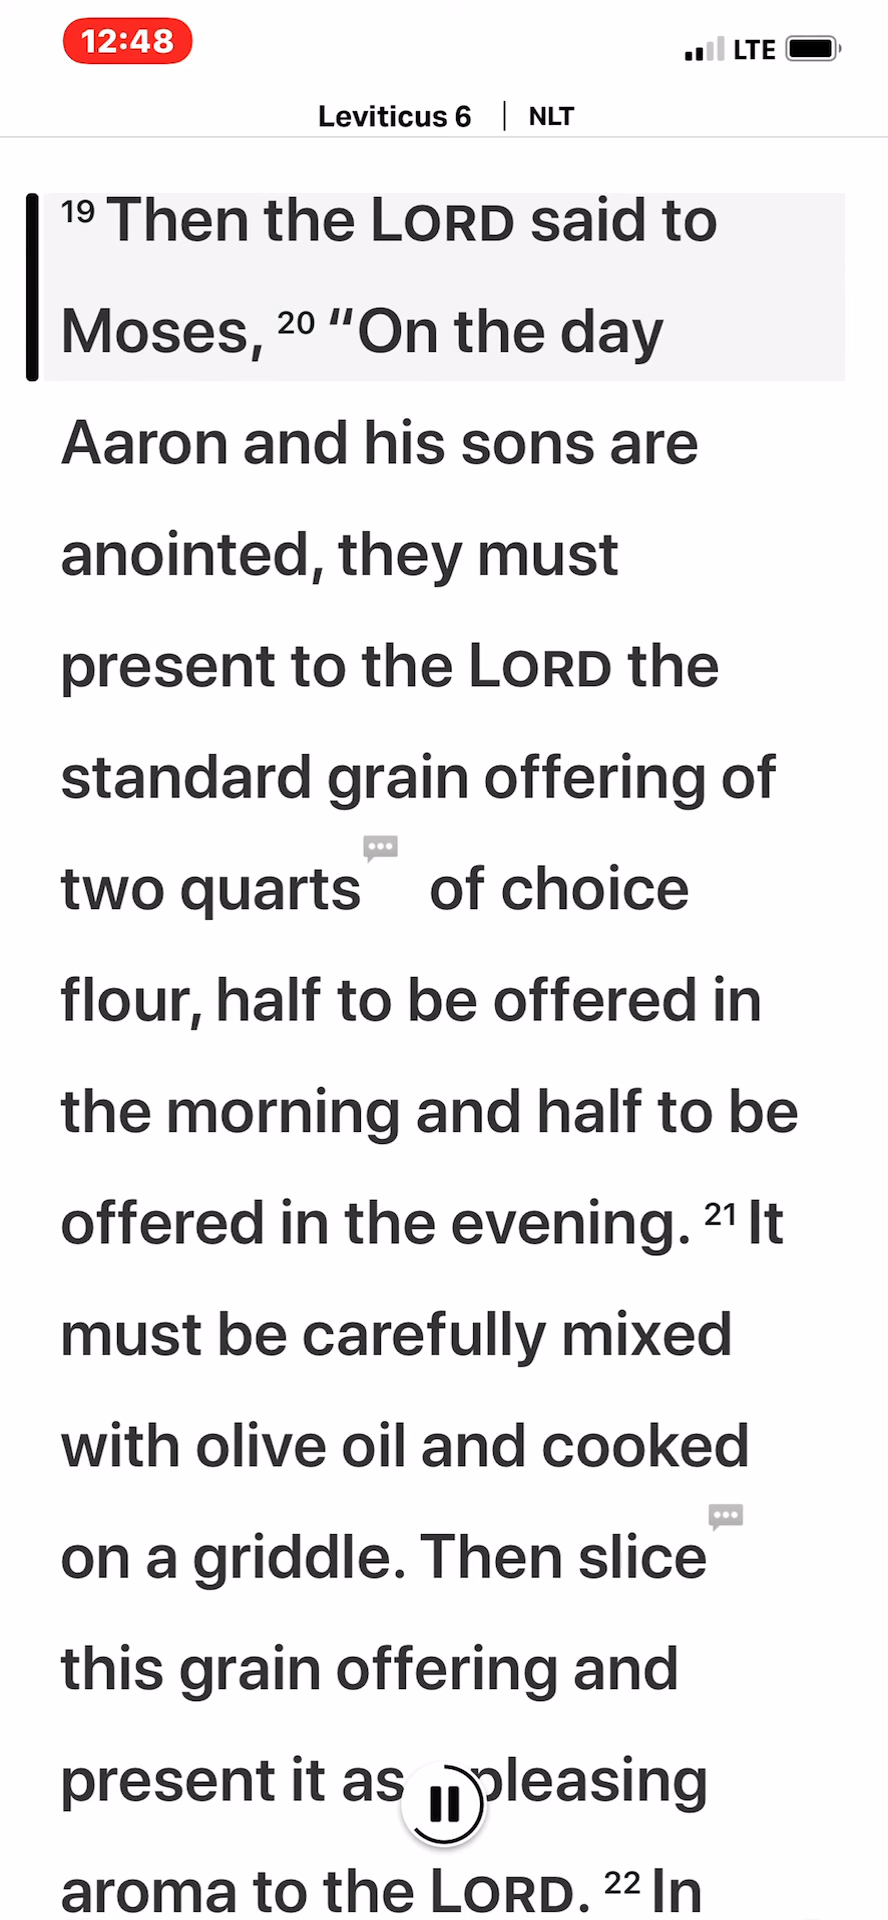 12:48 LTE
Leviticus 6 | NLT
19 Then the LORD said to
Moses, 20 “On the day
Aaron and his sons are
anointed, they must
present to the LORD the
standard grain offering of
two quarts of choice
flour, half to be offered in
the morning and half to be
offered in the evening. 21 It
must be carefully mixed
with olive oil and cooked
on a griddle. Then slice
this grain offering and
present it as pleasing
aroma to the LORD. 22 In